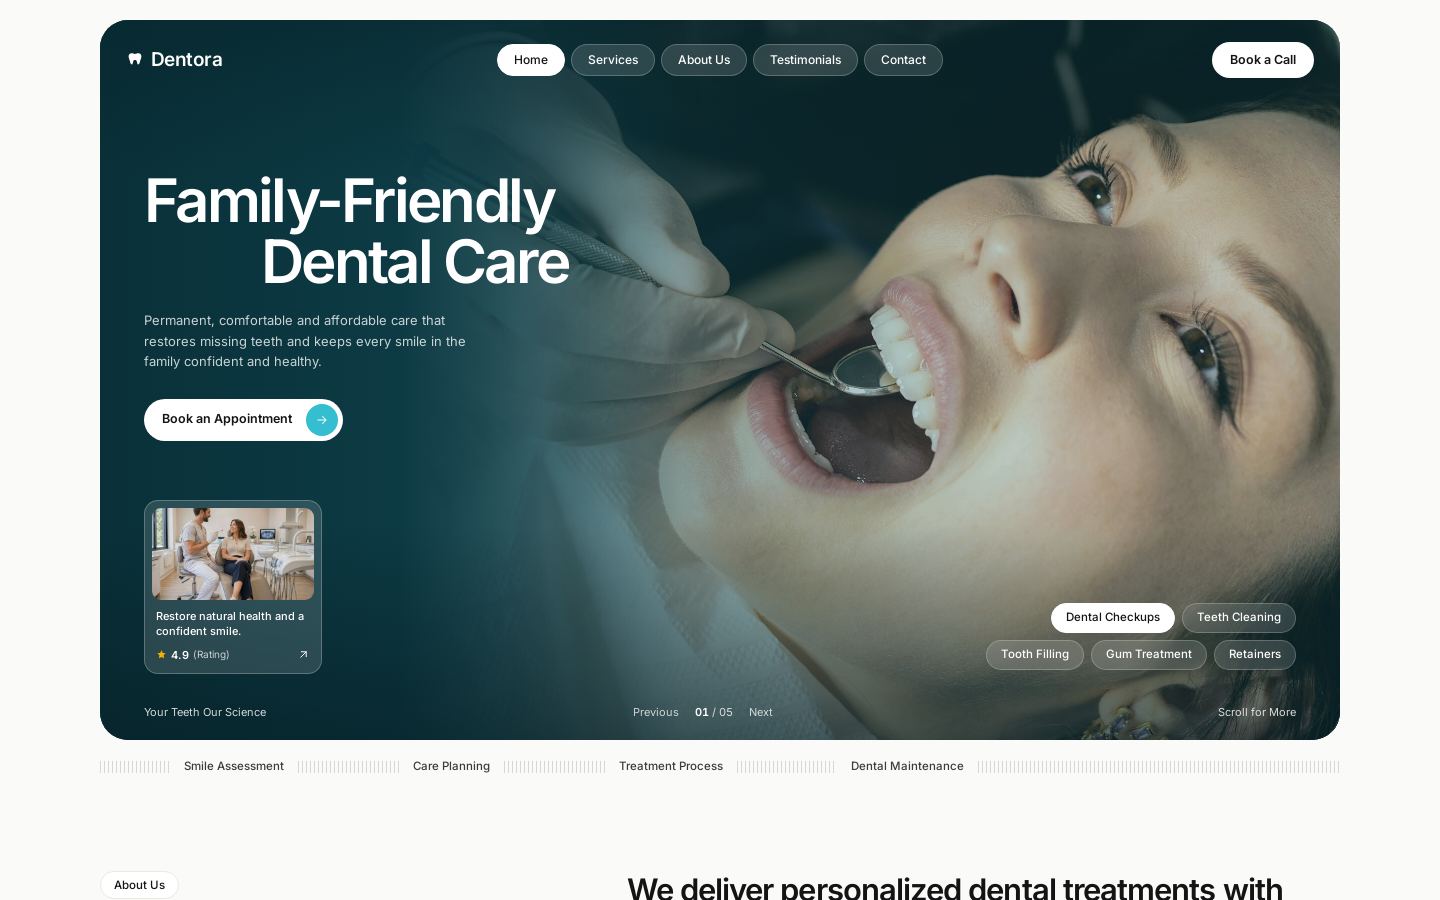 Dentora
Home
Services
About Us
Testimonials
Contact
Book a Call
Family-Friendly
Dental Care
Permanent, comfortable and affordable care that
restores missing teeth and keeps every smile in the
family confident and healthy.
Book an Appointment
Restore natural health and a
confident smile.
4.9 (Rating)
Dental Checkups
Teeth Cleaning
Tooth Filling
Gum Treatment
Retainers
Your Teeth Our Science
Previous 01 / 05 Next
Scroll for More
Smile Assessment
Care Planning
Treatment Process
Dental Maintenance
About Us
We deliver personalized dental treatments with